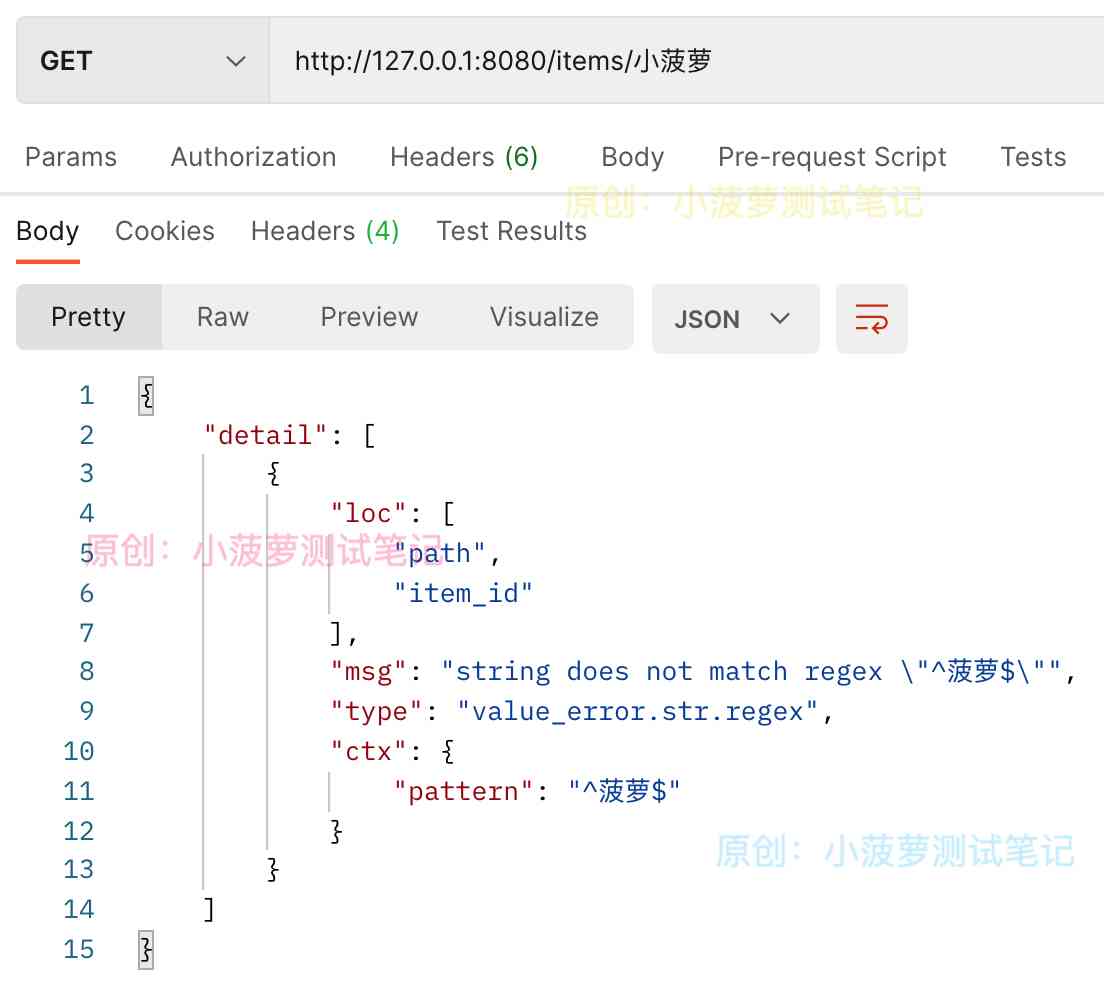 GET http://127.0.0.1:8080/items/小菠萝
Params Authorization Headers (6) Body Pre-request Script Tests
原创：小菠萝测试笔记
Body Cookies Headers (4) Test Results
Pretty Raw Preview Visualize JSON
1 {
2 "detail": [
3 {
4 "loc": [
5 "path",
原创：小菠萝测试笔记
6 "item_id"
7 ],
8 "msg": "string does not match regex \"^菠萝$\"",
9 "type": "value_error.str.regex",
10 "ctx": {
11 "pattern": "^菠萝$"
12 }
原创：小菠萝测试笔记
13 }
14 ]
15 }